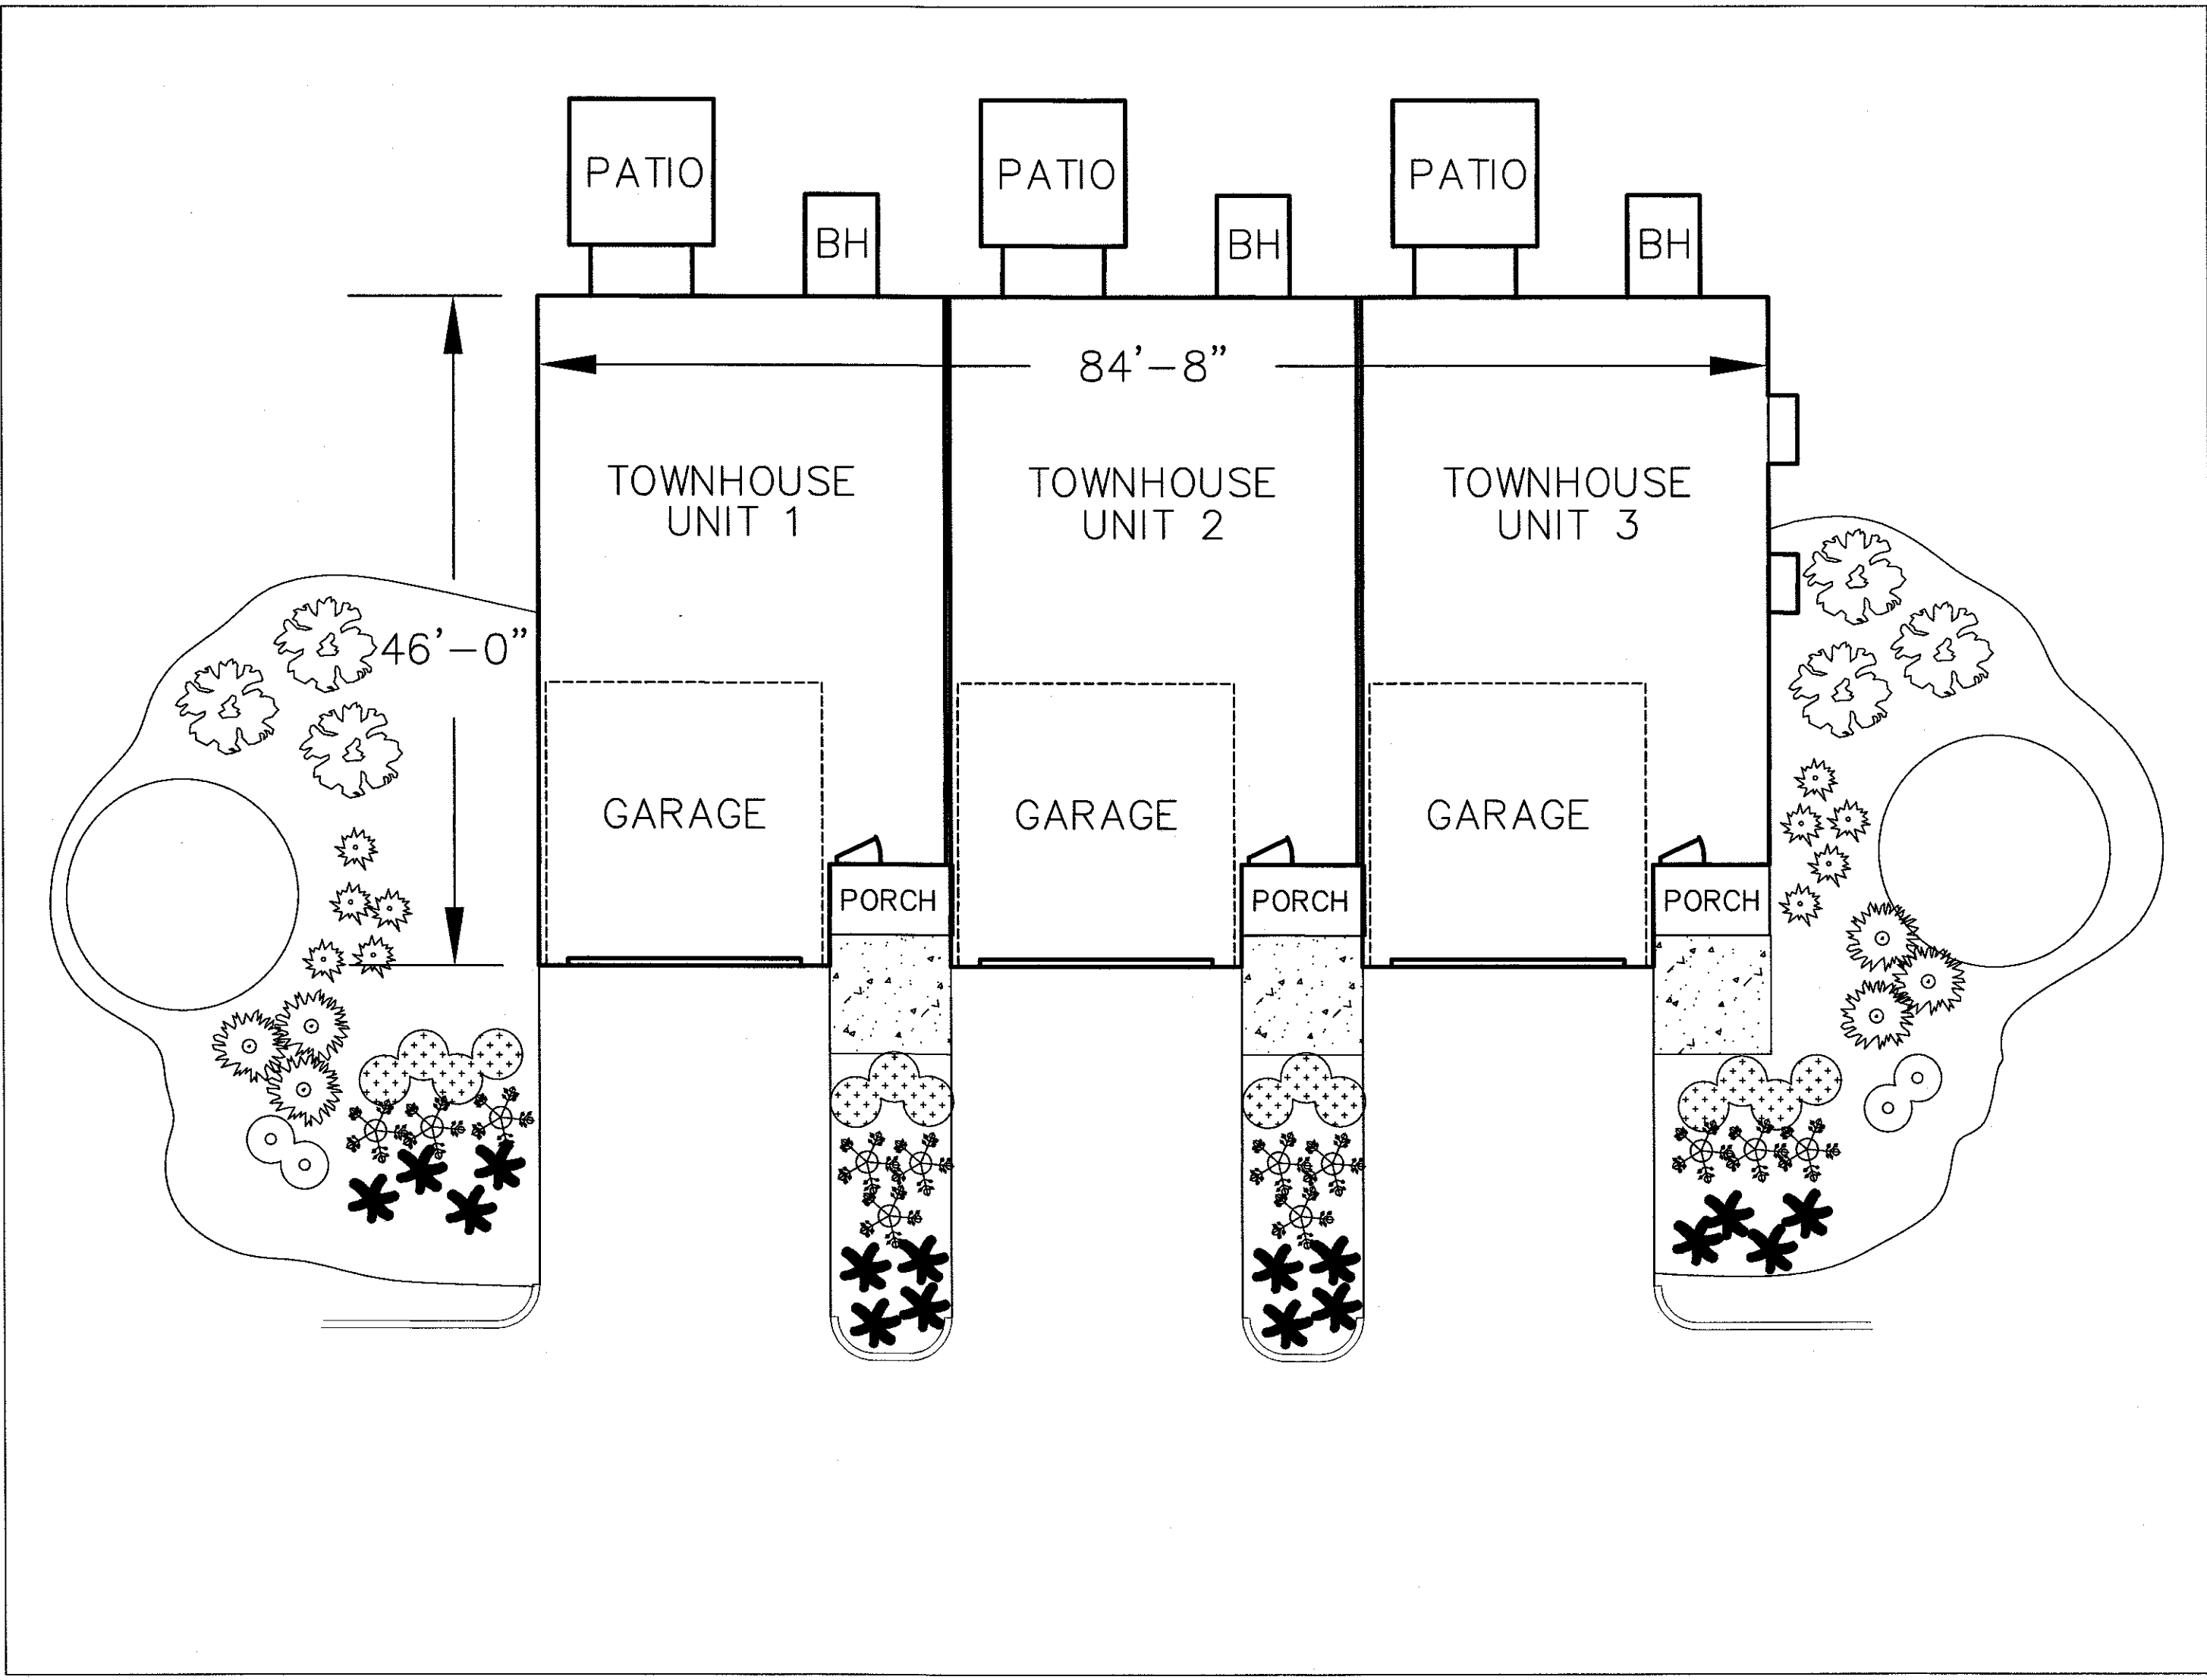 PATIO
PATIO
PATIO
BH
BH
BH
84'-8"
TOWNHOUSE
UNIT 1
TOWNHOUSE
UNIT 2
TOWNHOUSE
UNIT 3
46'-0"
GARAGE
GARAGE
GARAGE
PORCH
PORCH
PORCH